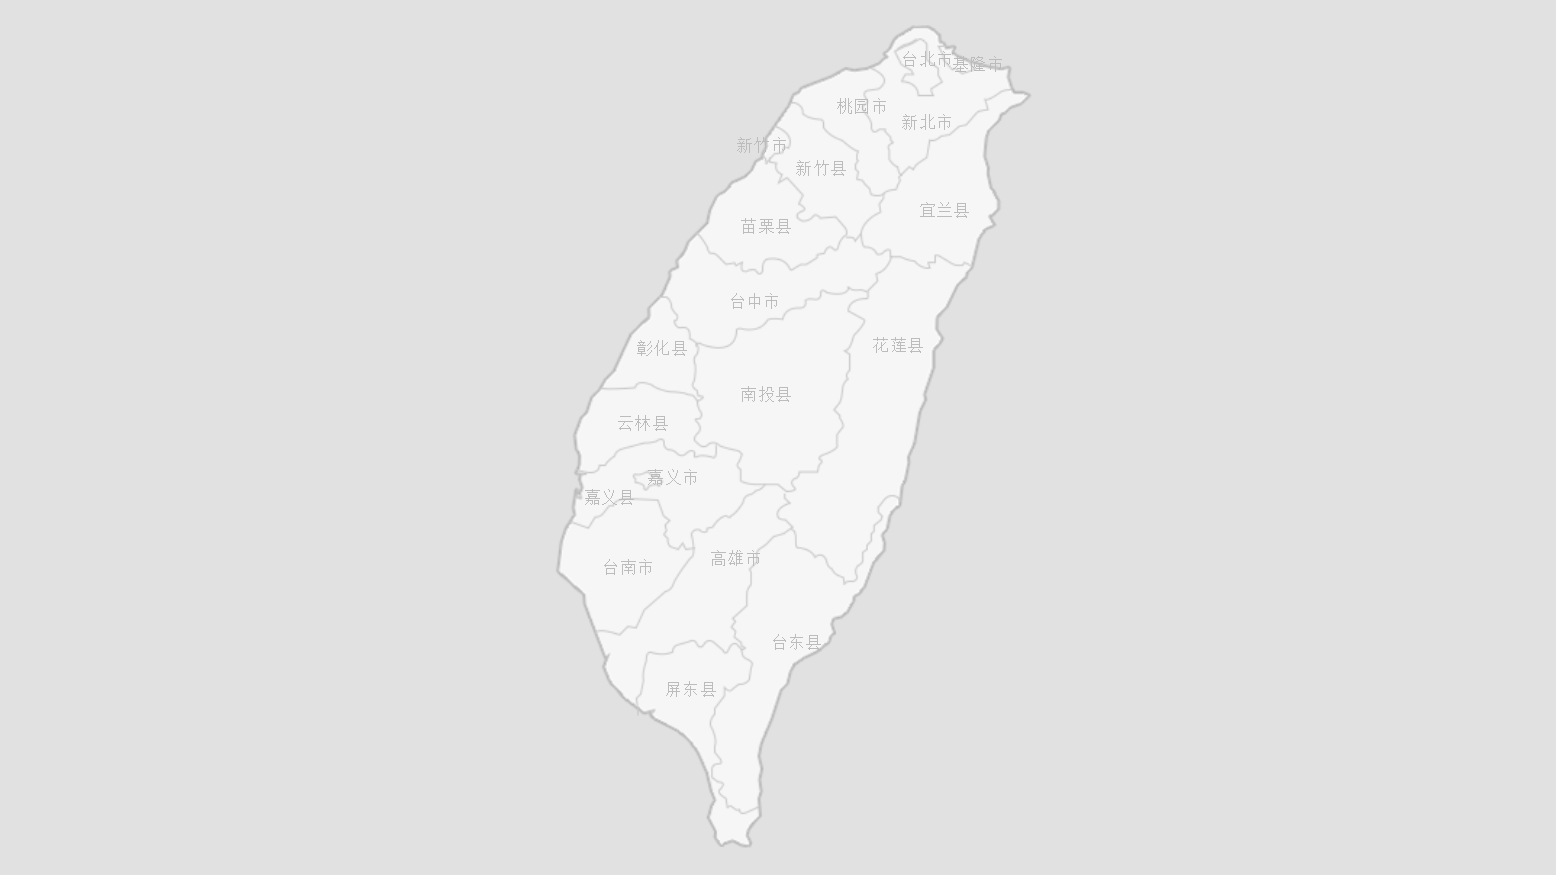 台北市
基隆市
桃园市
新北市
新竹市
新竹县
宜兰县
苗栗县
台中市
花莲县
彰化县
南投县
云林县
嘉义市
嘉义县
高雄市
台南市
台东县
屏东县